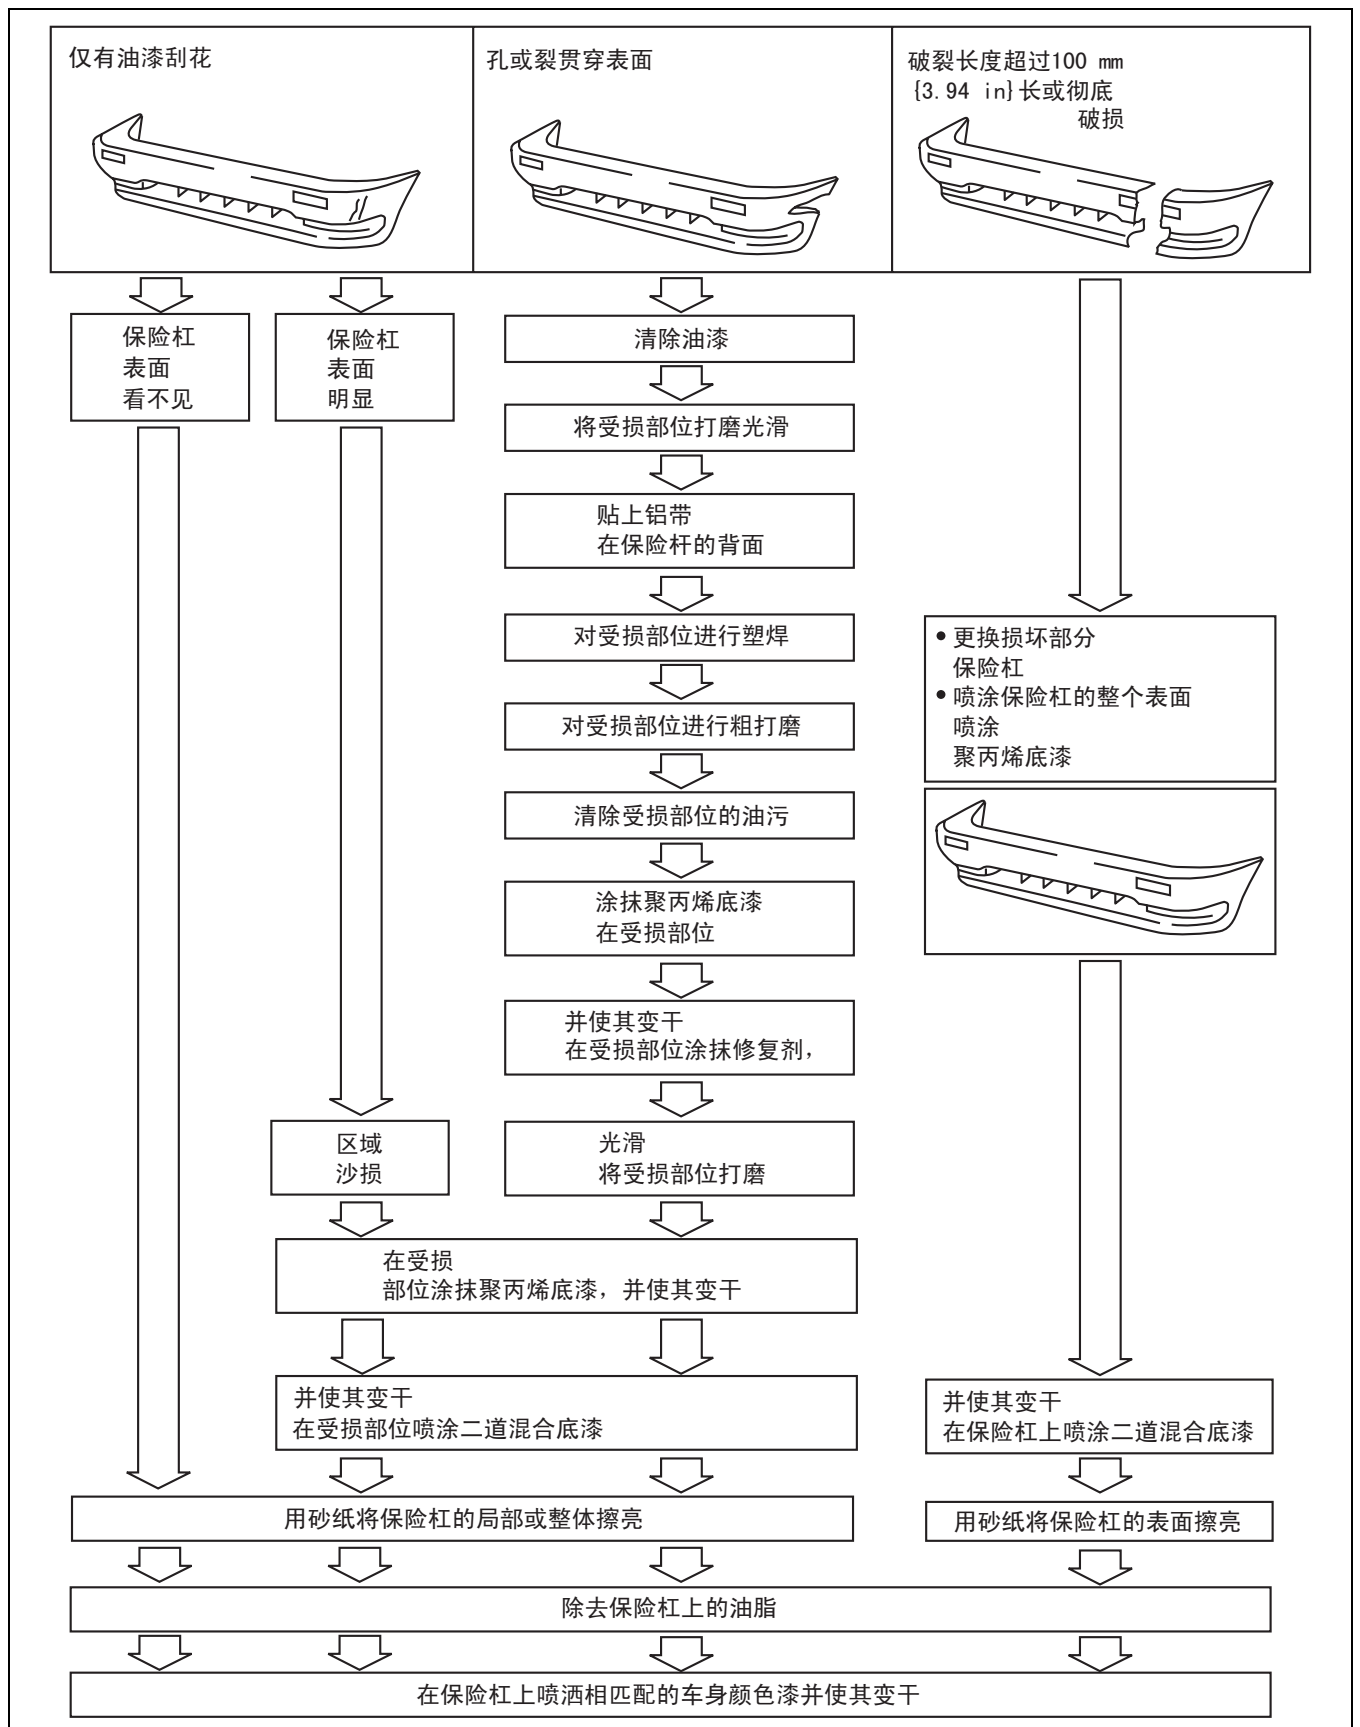 仅有油漆刮花
孔或裂贯穿表面
破裂长度超过100 mm
{3.94 in}长或彻底
破损
保险杠
表面
看不见
保险杠
表面
明显
清除油漆
将受损部位打磨光滑
贴上铝带
在保险杆的背面
对受损部位进行塑焊
对受损部位进行粗打磨
清除受损部位的油污
涂抹聚丙烯底漆
在受损部位
并使其变干
在受损部位涂抹修复剂，
● 更换损坏部分
保险杠
● 喷涂保险杠的整个表面
喷涂
聚丙烯底漆
区域
沙损
光滑
将受损部位打磨
在受损
部位涂抹聚丙烯底漆，并使其变干
并使其变干
在受损部位喷涂二道混合底漆
并使其变干
在保险杠上喷涂二道混合底漆
用砂纸将保险杠的局部或整体擦亮
用砂纸将保险杠的表面擦亮
除去保险杠上的油脂
在保险杠上喷洒相匹配的车身颜色漆并使其变干